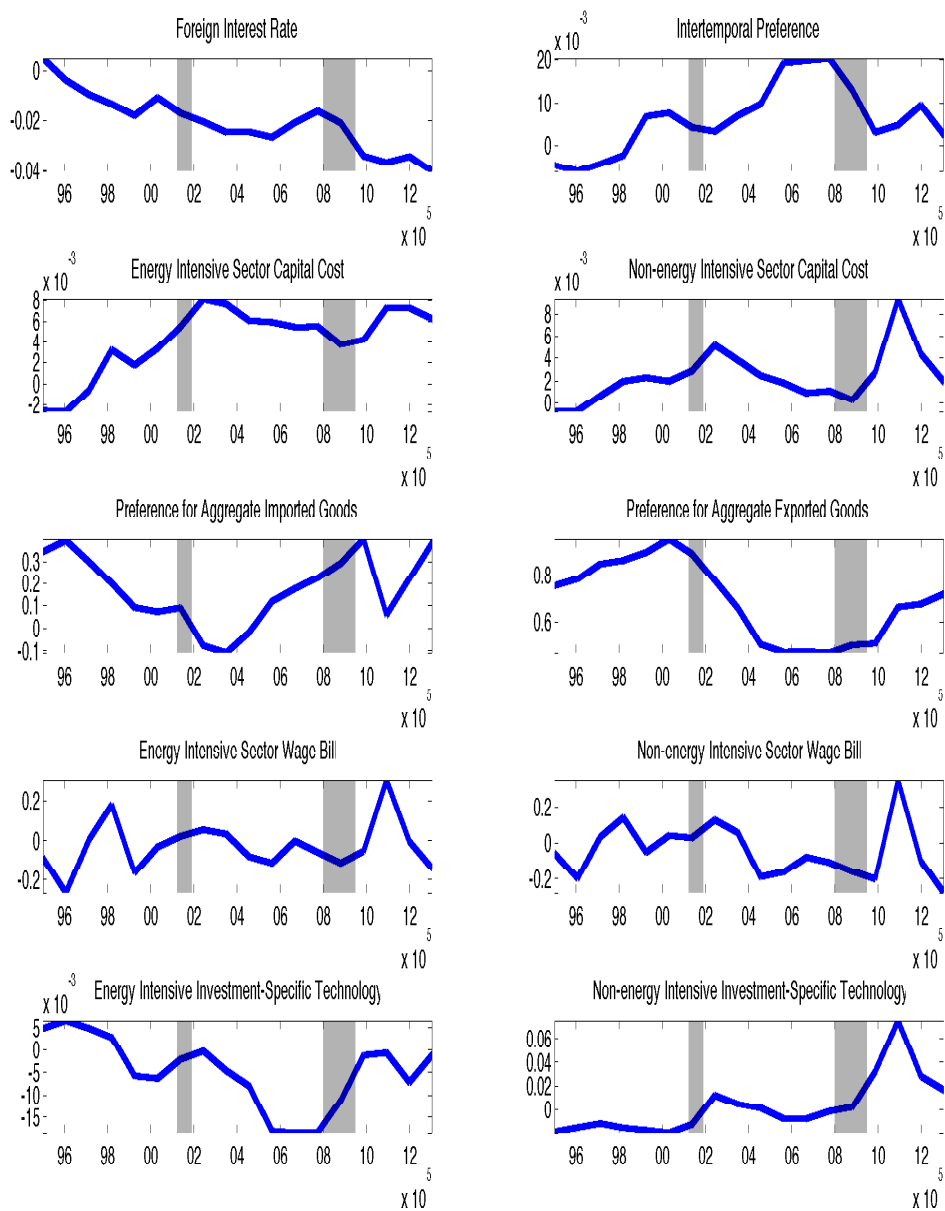 Foreign Interest Rate
0
-0.02
-0.04
96 98 00 02 04 06 08 10 12
x 10 5
Intertemporal Preference
x 10 -3
20
10
0
96 98 00 02 04 06 08 10 12
x 10 5
Energy Intensive Sector Capital Cost
x 10 -3
8
6
4
2
0
-2
96 98 00 02 04 06 08 10 12
x 10 5
Non-energy Intensive Sector Capital Cost
x 10 -3
8
6
4
2
0
96 98 00 02 04 06 08 10 12
x 10 5
Preference for Aggregate Imported Goods
0.3
0.2
0.1
0
-0.1
96 98 00 02 04 06 08 10 12
x 10 5
Preference for Aggregate Exported Goods
0.8
0.6
96 98 00 02 04 06 08 10 12
x 10 5
Energy Intensive Sector Wage Bill
0.2
0
-0.2
96 98 00 02 04 06 08 10 12
x 10 5
Non-energy Intensive Sector Wage Bill
0.2
0
-0.2
96 98 00 02 04 06 08 10 12
x 10 5
Energy Intensive Investment-Specific Technology
x 10 -3
5
0
-5
-10
-15
96 98 00 02 04 06 08 10 12
x 10 5
Non-energy Intensive Investment-Specific Technology
0.06
0.04
0.02
0
96 98 00 02 04 06 08 10 12
x 10 5